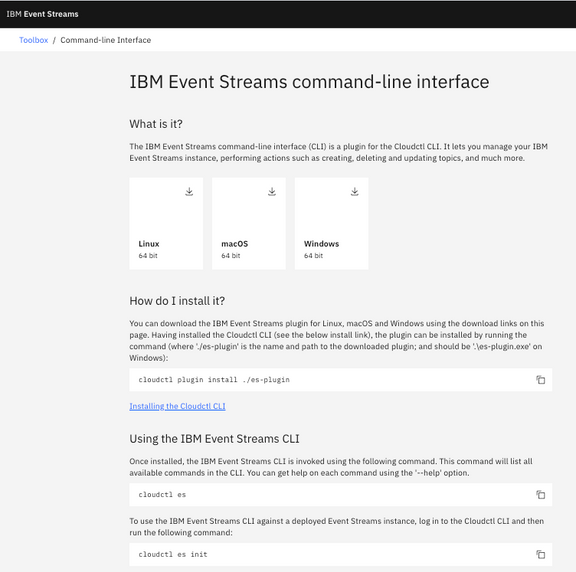 IBM Event Streams
Toolbox / Command-line Interface
IBM Event Streams command-line interface
What is it?
The IBM Event Streams command-line interface (CLI) is a plugin for the Cloudctl CLI. It lets you manage your IBM
Event Streams instance, performing actions such as creating, deleting and updating topics, and much more.
Linux
64 bit
macOS
64 bit
Windows
64 bit
How do I install it?
You can download the IBM Event Streams plugin for Linux, macOS and Windows using the download links on this
page. Having installed the Cloudctl CLI (see the below install link), the plugin can be installed by running the
command (where './es-plugin' is the name and path to the downloaded plugin; and should be '.\es-plugin.exe' on
Windows):
cloudctl plugin install ./es-plugin
Installing the Cloudctl CLI
Using the IBM Event Streams CLI
Once installed, the IBM Event Streams CLI is invoked using the following command. This command will list all
available commands in the CLI. You can get help on each command using the '--help' option.
cloudctl es
To use the IBM Event Streams CLI against a deployed Event Streams instance, log in to the Cloudctl CLI and then
run the following command:
cloudctl es init